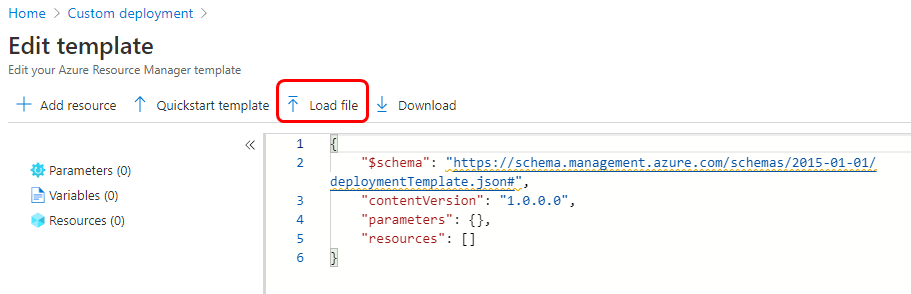 Home > Custom deployment >
Edit template
Edit your Azure Resource Manager template
+ Add resource ↑ Quickstart template Load file ↓ Download
«
Parameters (0)
Variables (0)
Resources (0)
1 {
2 "$schema": "https://schema.management.azure.com/schemas/2015-01-01/
deploymentTemplate.json#",
3 "contentVersion": "1.0.0.0",
4 "parameters": {},
5 "resources": []
6 }